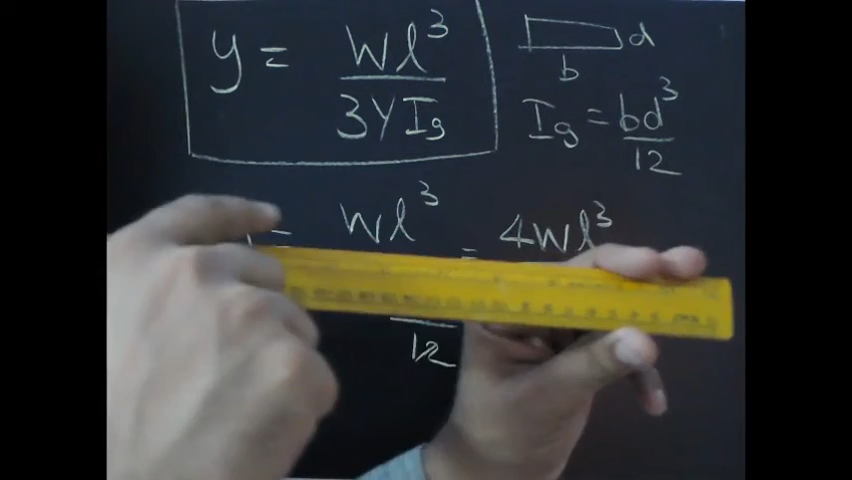 y = Wl³ / 3YIg
d
b
Ig = bd³ / 12
= Wl³ / 12 = 4Wl³